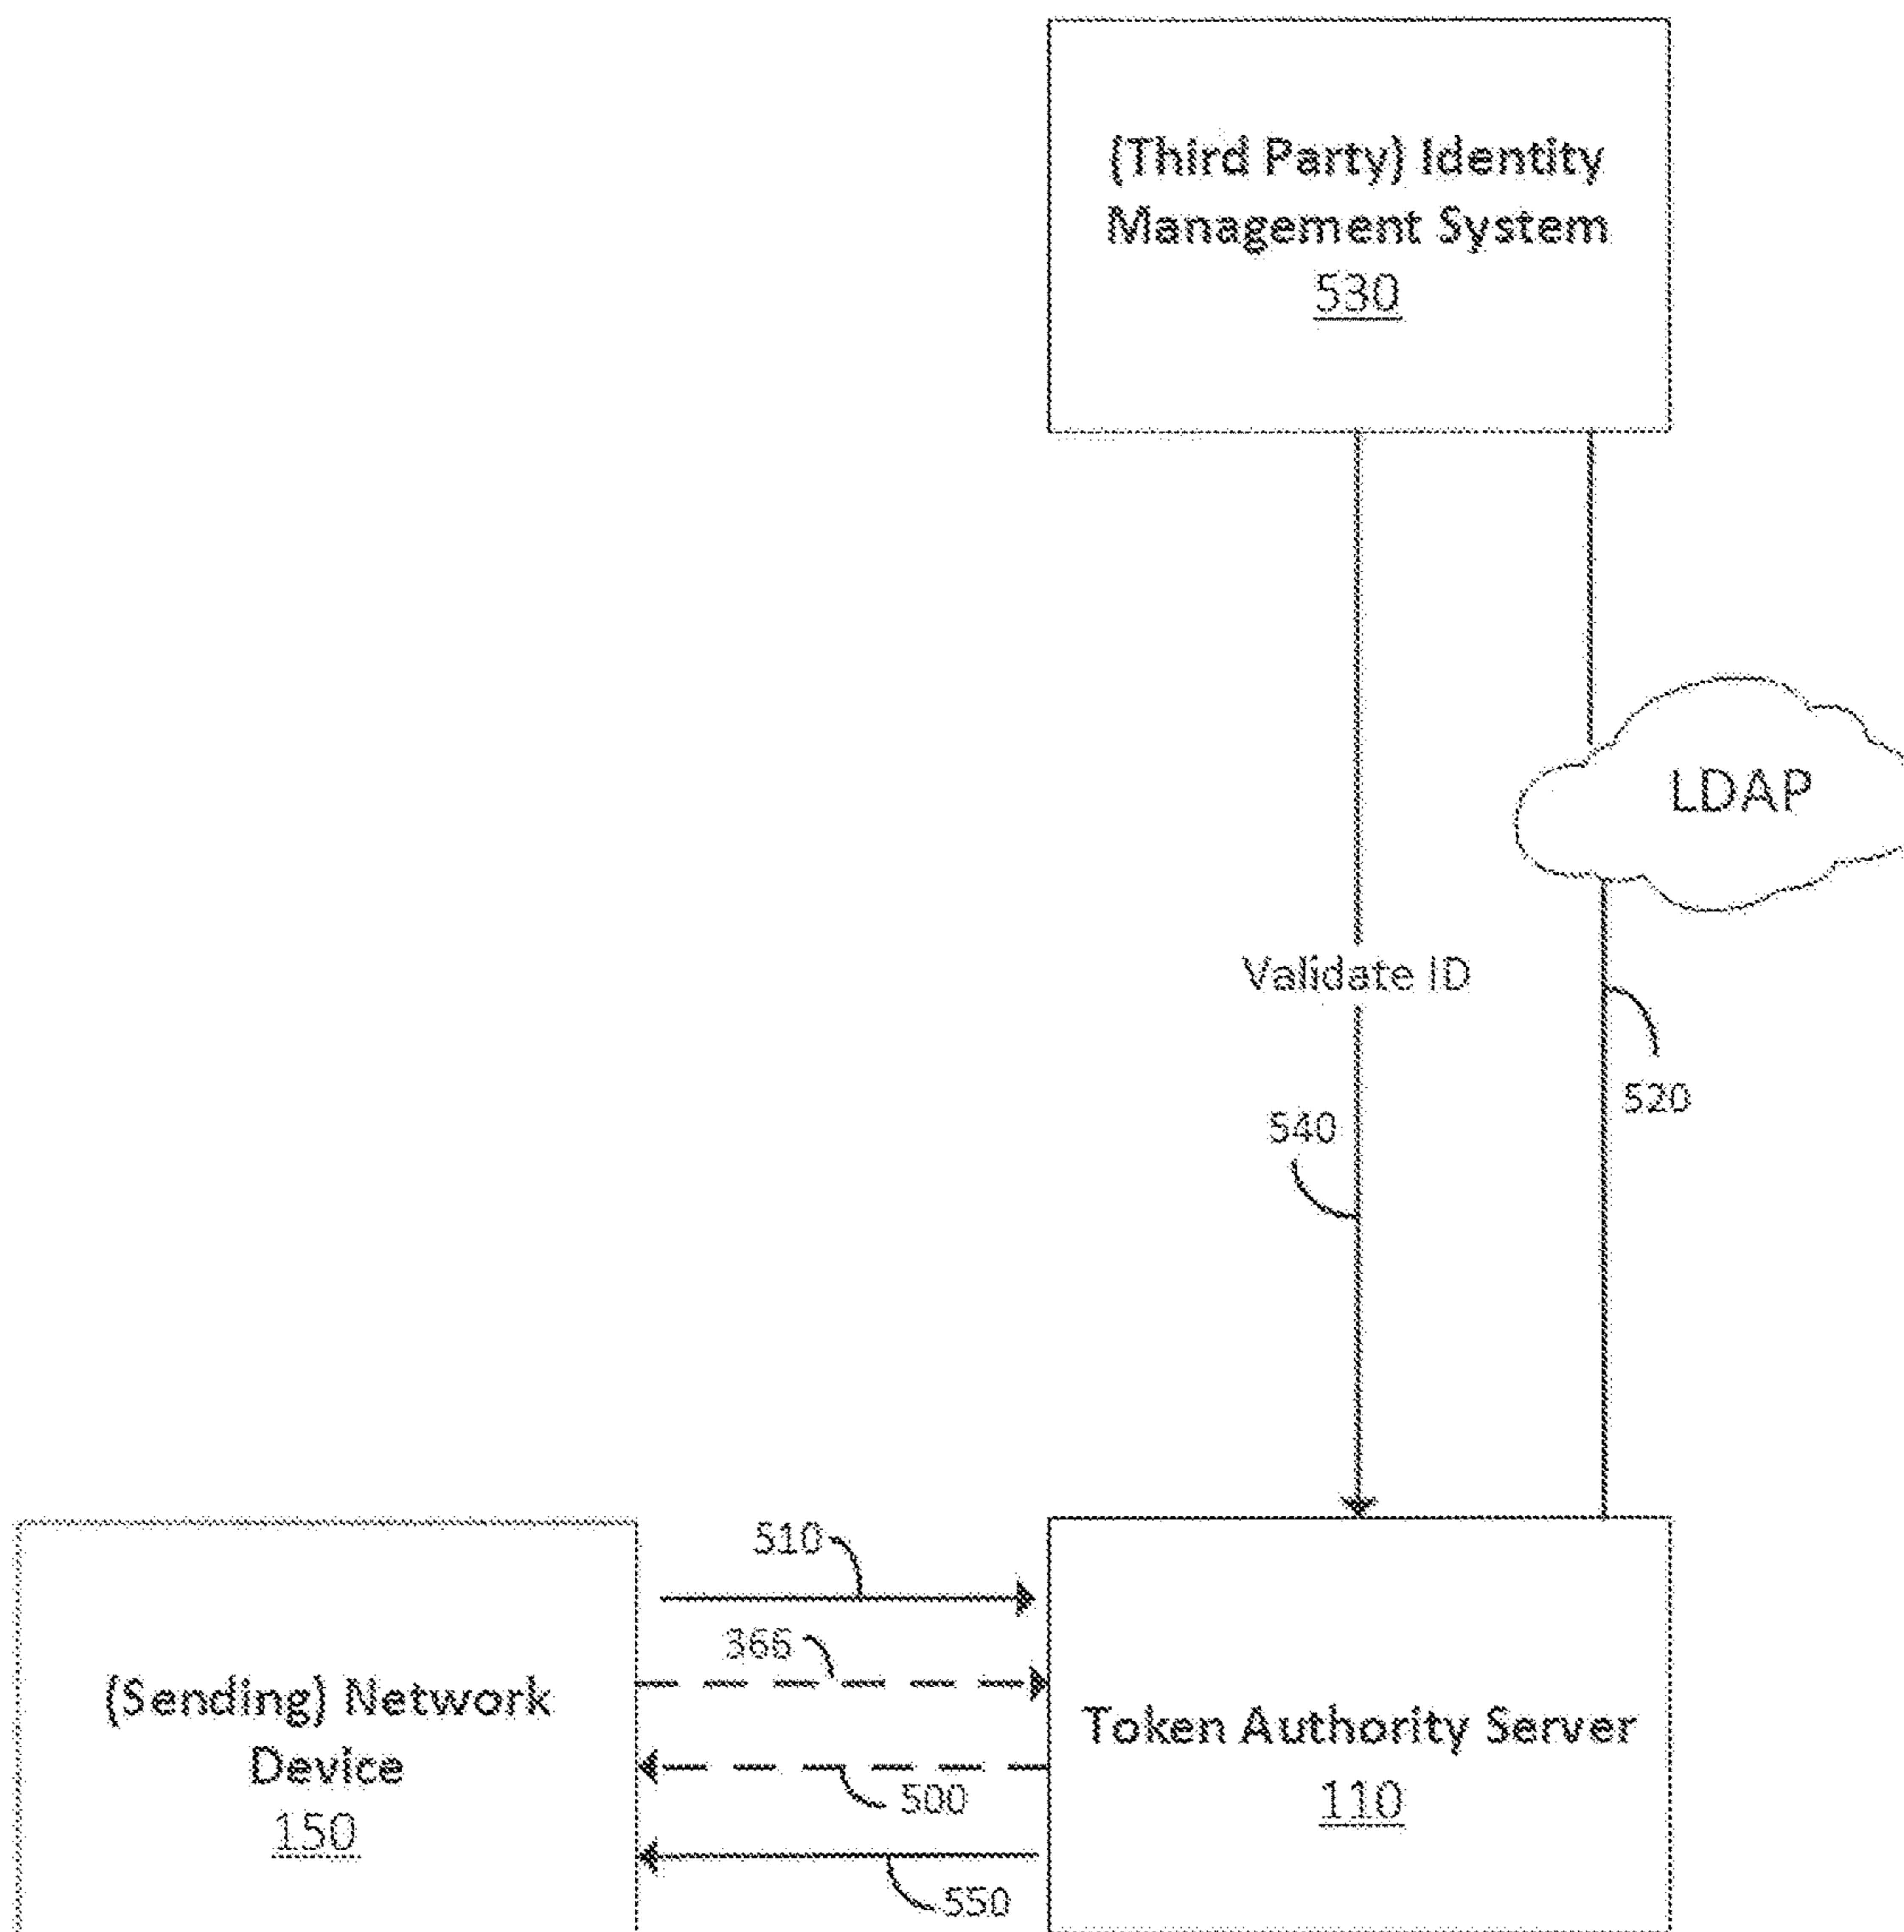 (Third Party) Identity
Management System
530
LDAP
Validate ID
520
540
510
366
(Sending) Network
Device
150
Token Authority Server
110
500
550